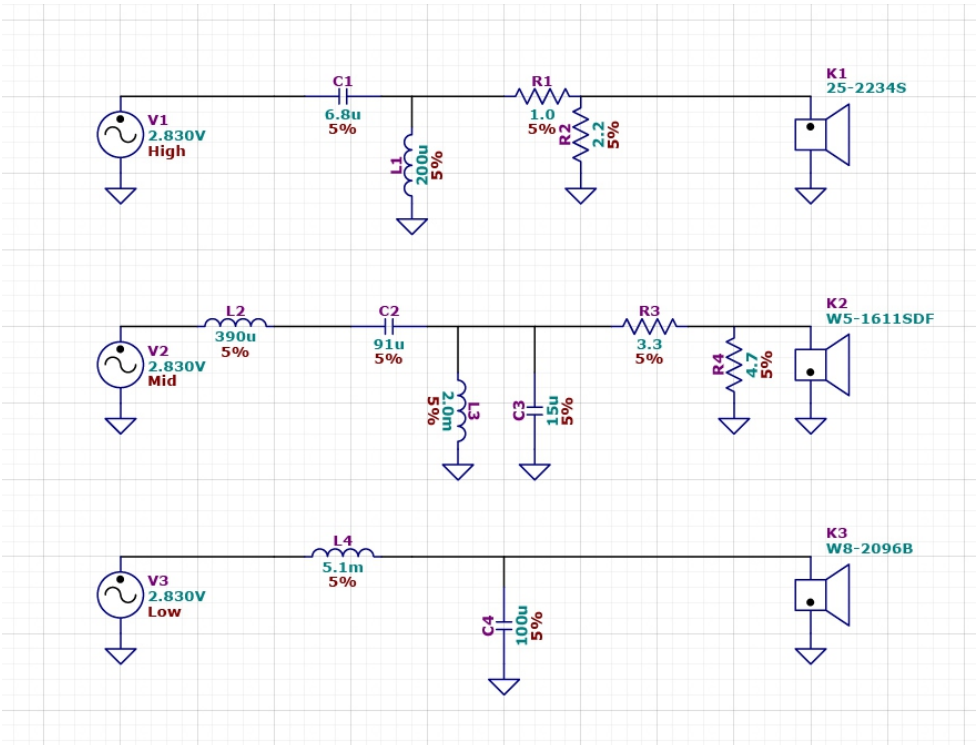 K1
25-2234S
C1
6.8u
5%
R1
1.0
5%
V1
2.830V
High
L1
200u
5%
R2
2.2
5%
K2
W5-1611SDF
L2
390u
5%
C2
91u
5%
R3
3.3
5%
V2
2.830V
Mid
L3
2.0m
5%
C3
15u
5%
R4
4.7
5%
K3
W8-2096B
L4
5.1m
5%
V3
2.830V
Low
C4
100u
5%